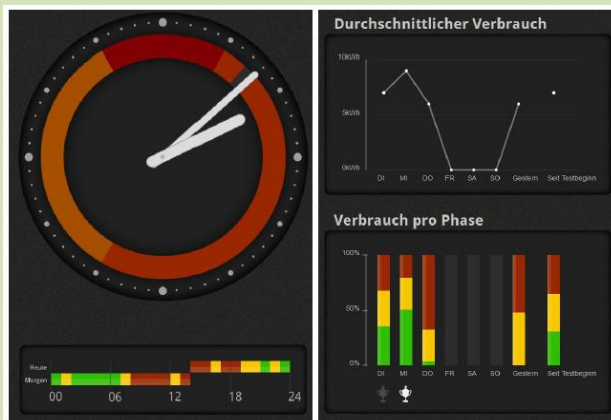 Durchschnittlicher Verbrauch
10kWh
5kWh
0kWh
DI MI DO FR SA SO Gestern Seit Testbeginn
Verbrauch pro Phase
100%
50%
0%
DI MI DO FR SA SO Gestern Seit Testbeginn
Heute
Morgen
00 06 12 18 24